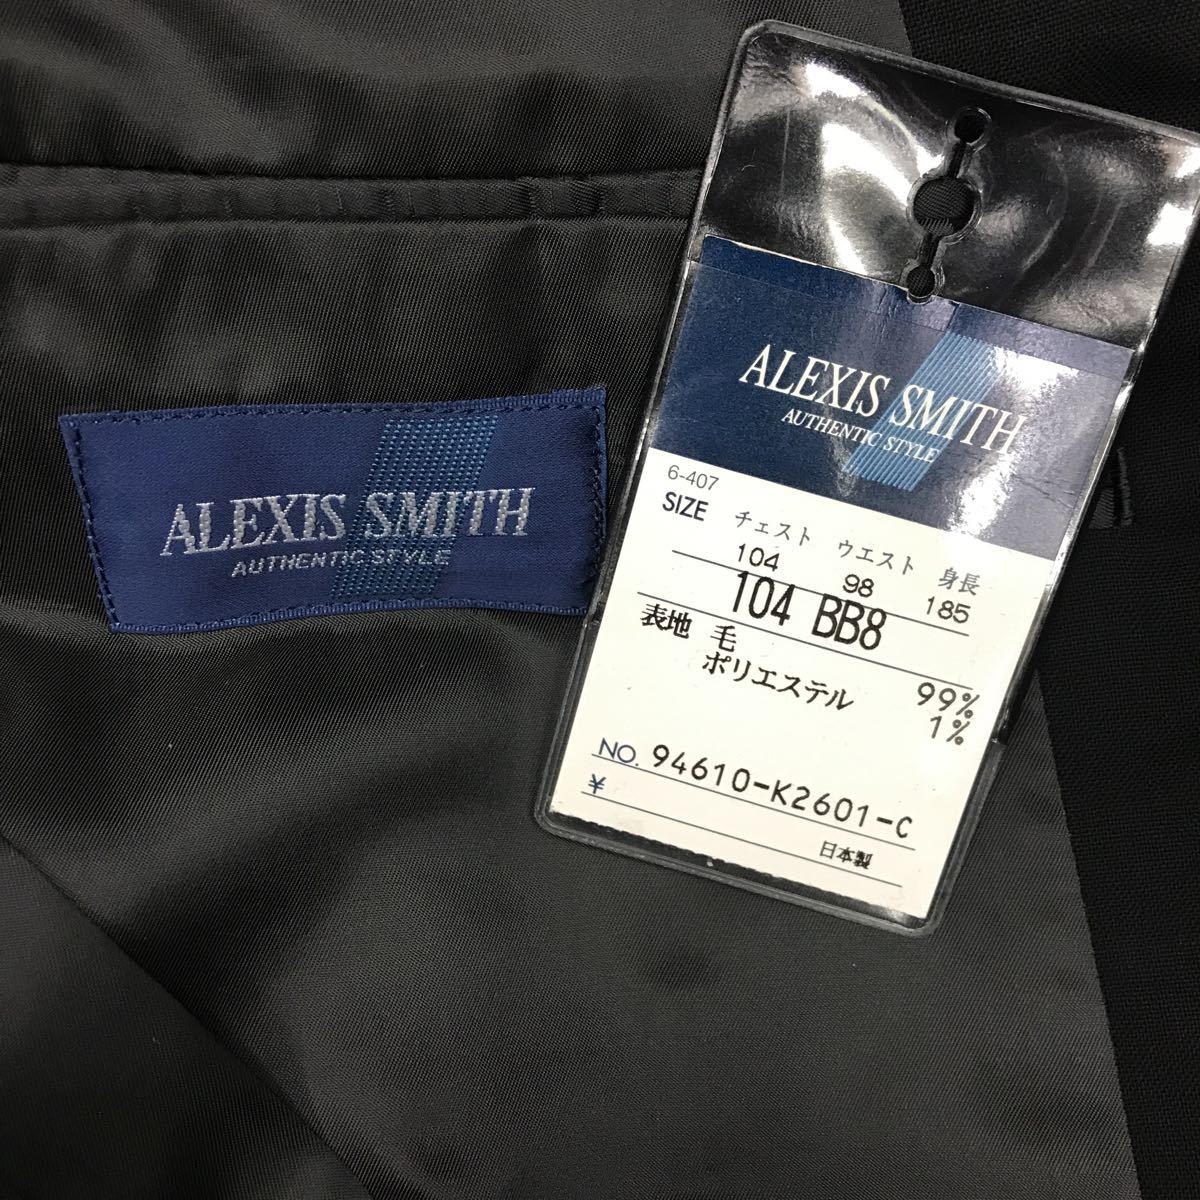 ALEXIS SMITH
AUTHENTIC STYLE
ALEXIS SMITH
AUTHENTIC STYLE
6-407
SIZE チェスト ウエスト 身長
104 98 185
104 BB8
表地 毛 99%
ポリエステル 1%
NO. 94610-K2601-C
¥
日本製